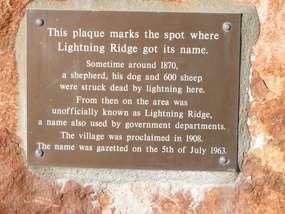 This plaque marks the spot where
Lightning Ridge got its name.
Sometime around 1870,
a shepherd, his dog and 600 sheep
were struck dead by lightning here.
From then on the area was
unofficially known as Lightning Ridge,
a name also used by government departments.
The village was proclaimed in 1908.
The name was gazetted on the 5th of July 1963.